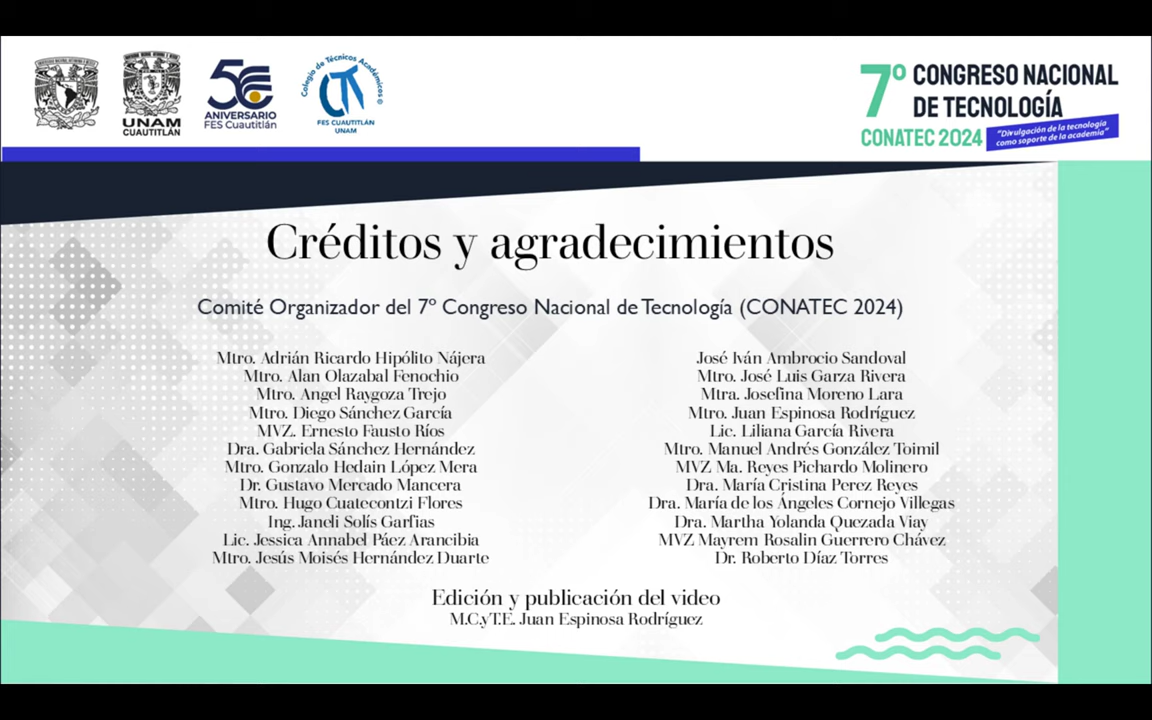 UNAM
CUAUTITLÁN
50
ANIVERSARIO
FES Cuautitlán
Colegio de Técnicos Académicos
FES CUAUTITLÁN
UNAM
7º CONGRESO NACIONAL
DE TECNOLOGÍA
CONATEC 2024
"Divulgación de la tecnología
como soporte de la academia"
Créditos y agradecimientos
Comité Organizador del 7º Congreso Nacional de Tecnología (CONATEC 2024)
Mtro. Adrián Ricardo Hipólito Nájera
Mtro. Alan Olazabal Fenochio
Mtro. Angel Raygoza Trejo
Mtro. Diego Sánchez García
MVZ. Ernesto Fausto Ríos
Dra. Gabriela Sánchez Hernández
Mtro. Gonzalo Hedain López Mera
Dr. Gustavo Mercado Mancera
Mtro. Hugo Cuatecontzi Flores
Ing. Janeli Solís Garfias
Lic. Jessica Annabel Páez Arancibia
Mtro. Jesús Moisés Hernández Duarte
José Iván Ambrocio Sandoval
Mtro. José Luis Garza Rivera
Mtra. Josefina Moreno Lara
Mtro. Juan Espinosa Rodríguez
Lic. Liliana García Rivera
Mtro. Manuel Andrés González Toimil
MVZ Ma. Reyes Pichardo Molinero
Dra. María Cristina Perez Reyes
Dra. María de los Ángeles Cornejo Villegas
Dra. Martha Yolanda Quezada Viay
MVZ Mayrem Rosalin Guerrero Chávez
Dr. Roberto Díaz Torres
Edición y publicación del video
M.C.yT.E. Juan Espinosa Rodríguez